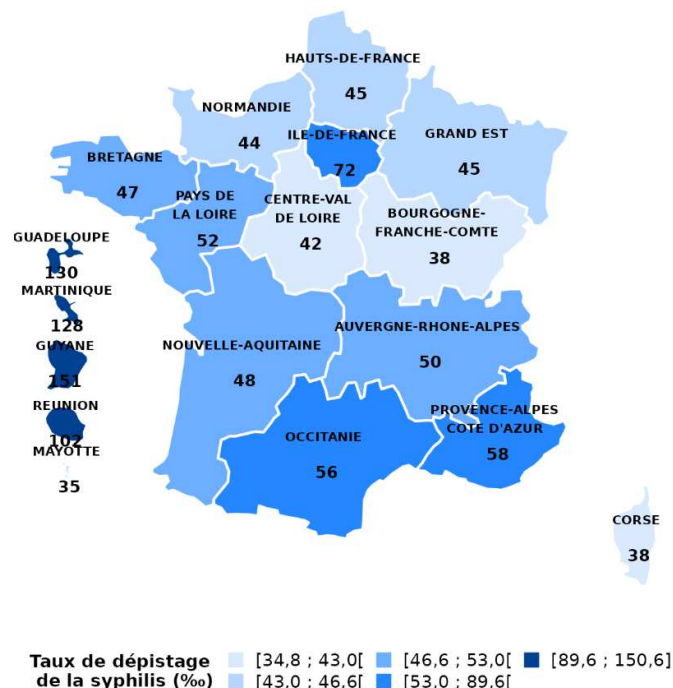 HAUTS-DE-FRANCE
45
NORMANDIE
44
ILE-DE-FRANCE
72
GRAND EST
45
BRETAGNE
47
PAYS DE
LA LOIRE
52
CENTRE-VAL
DE LOIRE
42
BOURGOGNE-
FRANCHE-COMTE
38
GUADELOUPE
130
MARTINIQUE
128
GUYANE
151
REUNION
102
MAYOTTE
35
NOUVELLE-AQUITAINE
48
AUVERGNE-RHONE-ALPES
50
OCCITANIE
56
PROVENCE-ALPES
COTE D'AZUR
58
CORSE
38
Taux de dépistage
de la syphilis (‰)
[34,8 ; 43,0[
[43,0 ; 46,6[
[46,6 ; 53,0[
[53,0 ; 89,6[
[89,6 ; 150,6]